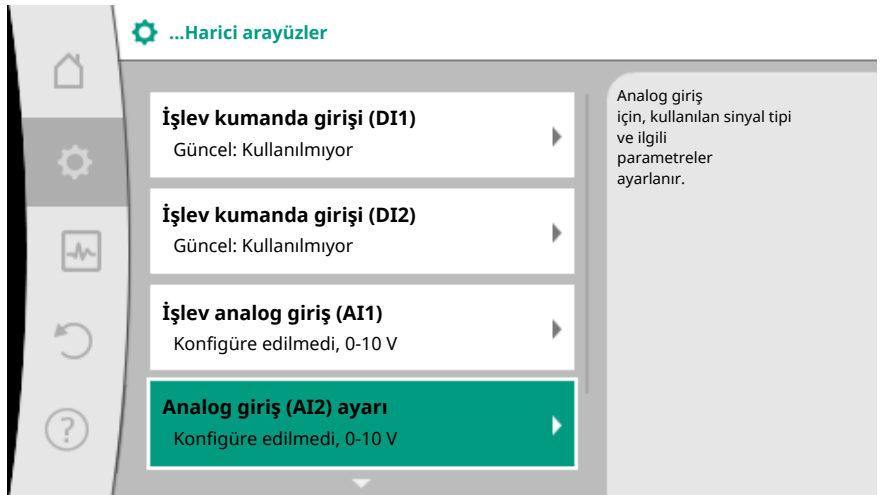 ...Harici arayüzler
İşlev kumanda girişi (DI1)
Güncel: Kullanılmıyor
İşlev kumanda girişi (DI2)
Güncel: Kullanılmıyor
İşlev analog giriş (AI1)
Konfigüre edilmedi, 0-10 V
Analog giriş (AI2) ayarı
Konfigüre edilmedi, 0-10 V
Analog giriş
için, kullanılan sinyal tipi
ve ilgili
parametreler
ayarlanır.